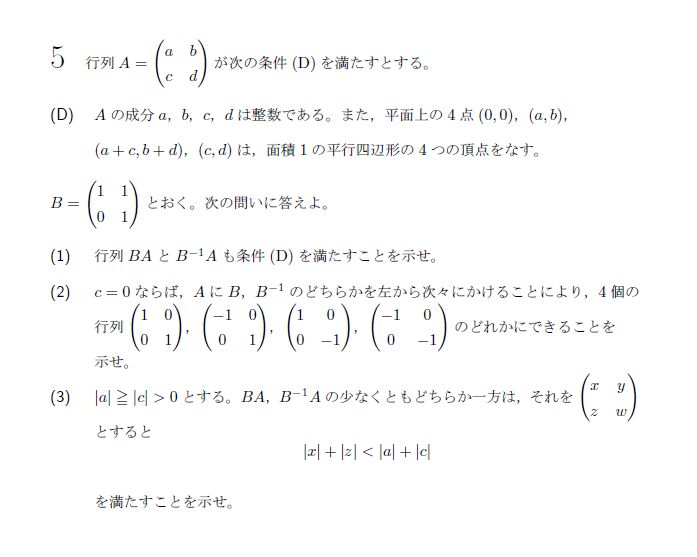 5 行列 A = \begin{pmatrix} a & b \\ c & d \end{pmatrix} が次の条件 (D) を満たすとする。
(D) A の成分 a，b，c，d は整数である。また，平面上の 4 点 (0, 0)，(a, b)，
(a + c, b + d)，(c, d) は，面積 1 の平行四辺形の 4 つの頂点をなす。
B = \begin{pmatrix} 1 & 1 \\ 0 & 1 \end{pmatrix} とおく。次の問いに答えよ。
(1) 行列 BA と B^{-1}A も条件 (D) を満たすことを示せ。
(2) c = 0 ならば，A に B，B^{-1} のどちらかを左から次々にかけることにより，4 個の
行列 \begin{pmatrix} 1 & 0 \\ 0 & 1 \end{pmatrix}，\begin{pmatrix} -1 & 0 \\ 0 & 1 \end{pmatrix}，\begin{pmatrix} 1 & 0 \\ 0 & -1 \end{pmatrix}，\begin{pmatrix} -1 & 0 \\ 0 & -1 \end{pmatrix} のどれかにできることを
示せ。
(3) |a| ≧ |c| > 0 とする。BA，B^{-1}A の少なくともどちらか一方は，それを \begin{pmatrix} x & y \\ z & w \end{pmatrix}
とすると
|x| + |z| < |a| + |c|
を満たすことを示せ。